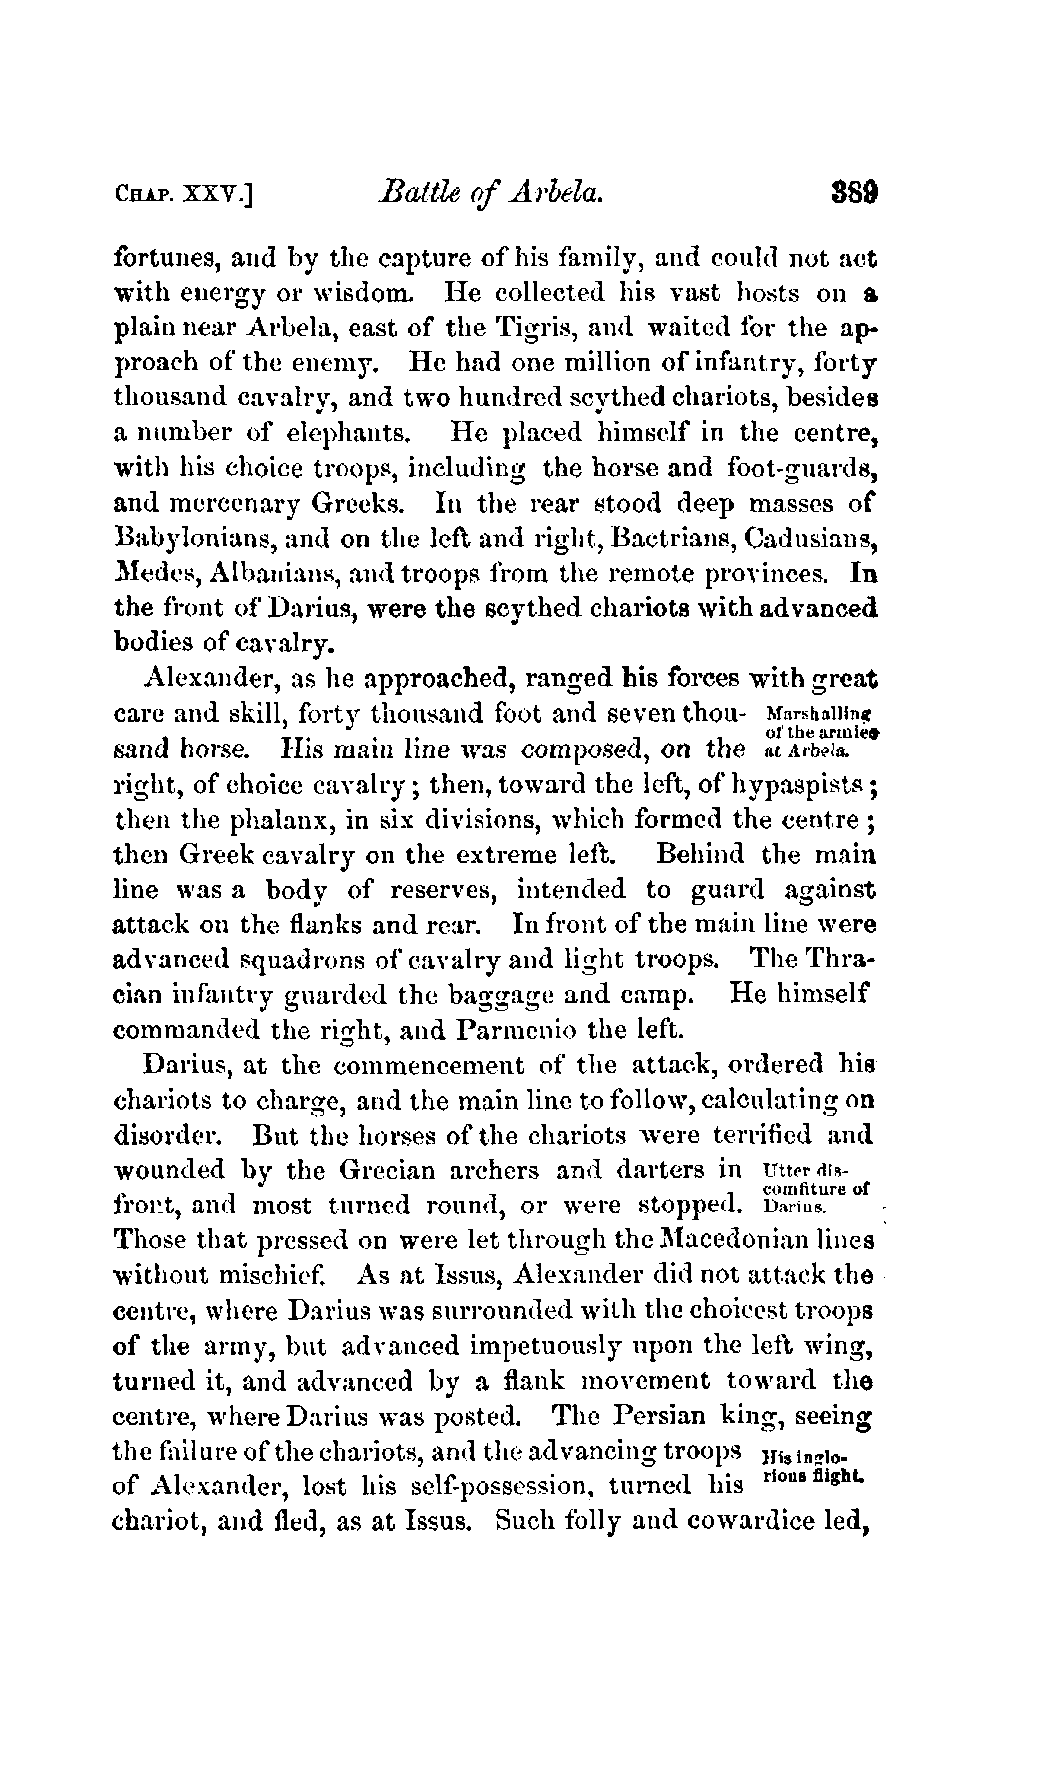 CHAP. XXV.] Battle of Arbela. 389
fortunes, and by the capture of his family, and could not act
with energy or wisdom. He collected his vast hosts on a
plain near Arbela, east of the Tigris, and waited for the ap-
proach of the enemy. He had one million of infantry, forty
thousand cavalry, and two hundred scythed chariots, besides
a number of elephants. He placed himself in the centre,
with his choice troops, including the horse and foot-guards,
and mercenary Greeks. In the rear stood deep masses of
Babylonians, and on the left and right, Bactrians, Cadusians,
Medes, Albanians, and troops from the remote provinces. In
the front of Darius, were the scythed chariots with advanced
bodies of cavalry.
Alexander, as he approached, ranged his forces with great
care and skill, forty thousand foot and seven thou-
Marshalling
of the armies
at Arbela.
sand horse. His main line was composed, on the
right, of choice cavalry; then, toward the left, of hypaspists;
then the phalanx, in six divisions, which formed the centre;
then Greek cavalry on the extreme left. Behind the main
line was a body of reserves, intended to guard against
attack on the flanks and rear. In front of the main line were
advanced squadrons of cavalry and light troops. The Thra-
cian infantry guarded the baggage and camp. He himself
commanded the right, and Parmenio the left.
Darius, at the commencement of the attack, ordered his
chariots to charge, and the main line to follow, calculating on
disorder. But the horses of the chariots were terrified and
wounded by the Grecian archers and darters in
Utter dis-
comfiture of
Darius.
front, and most turned round, or were stopped.
Those that pressed on were let through the Macedonian lines
without mischief. As at Issus, Alexander did not attack the
centre, where Darius was surrounded with the choicest troops
of the army, but advanced impetuously upon the left wing,
turned it, and advanced by a flank movement toward the
centre, where Darius was posted. The Persian king, seeing
the failure of the chariots, and the advancing troops
His inglo-
rious flight.
of Alexander, lost his self-possession, turned his
chariot, and fled, as at Issus. Such folly and cowardice led,